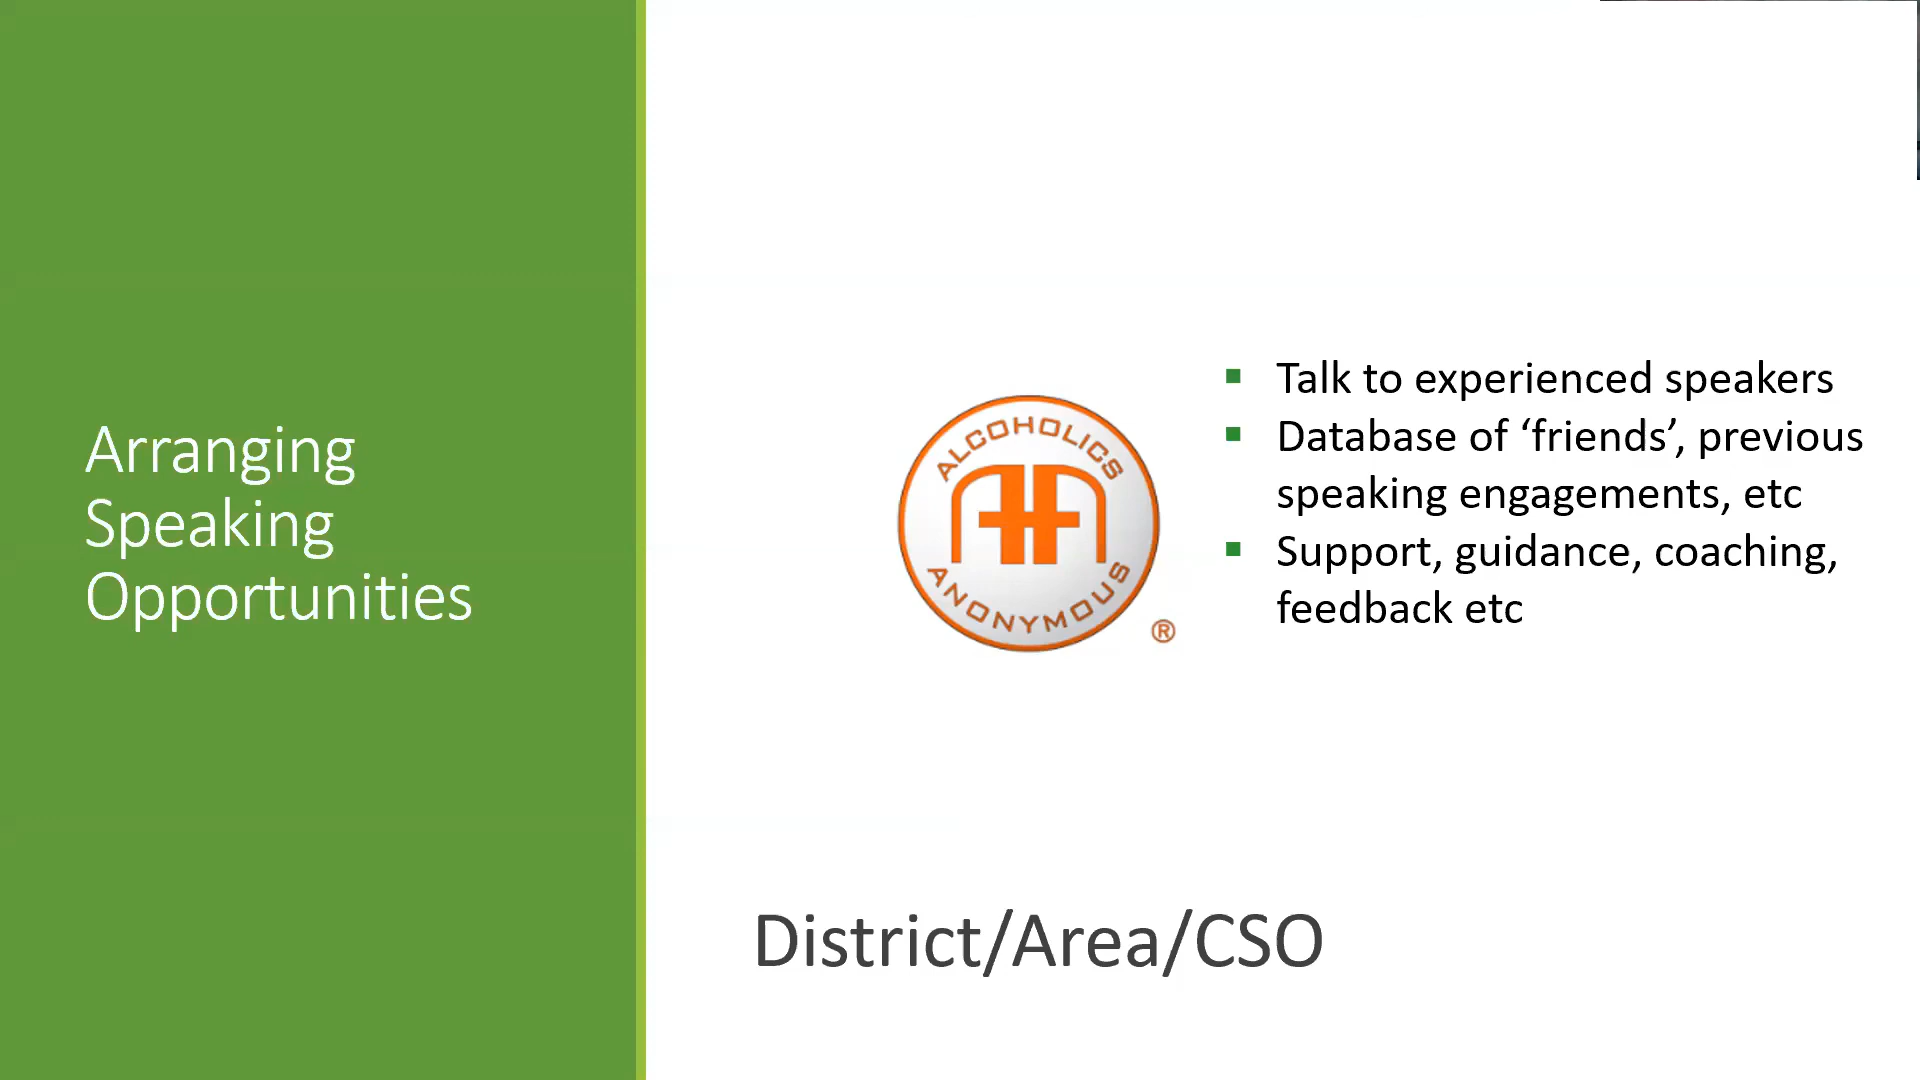 Arranging
Speaking
Opportunities
ALCOHOLICS
AA
ANONYMOUS
®
▪ Talk to experienced speakers
▪ Database of ‘friends’, previous
speaking engagements, etc
▪ Support, guidance, coaching,
feedback etc
District/Area/CSO